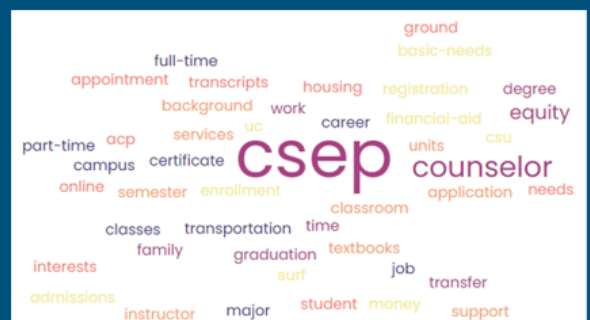 ground
basic-needs
full-time
appointment transcripts housing registration degree
background work equity
uc career financial-aid
part-time acp services csep units csu
campus certificate counselor
online semester enrollment application needs
classroom
classes transportation time
family graduation textbooks
interests surf job
transfer
admissions instructor major student money support